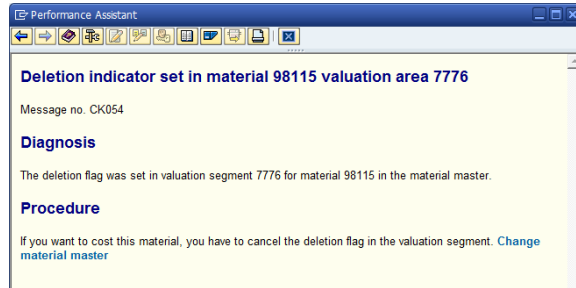 Performance Assistant
Deletion indicator set in material 98115 valuation area 7776
Message no. CK054
Diagnosis
The deletion flag was set in valuation segment 7776 for material 98115 in the material master.
Procedure
If you want to cost this material, you have to cancel the deletion flag in the valuation segment. Change
material master